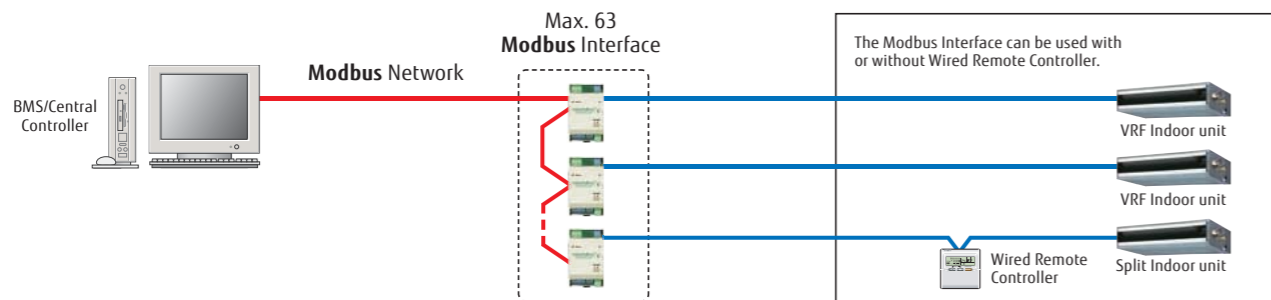 Max. 63
Modbus Interface
The Modbus Interface can be used with
or without Wired Remote Controller.
Modbus Network
BMS/Central
Controller
VRF Indoor unit
VRF Indoor unit
Wired Remote
Controller
Split Indoor unit